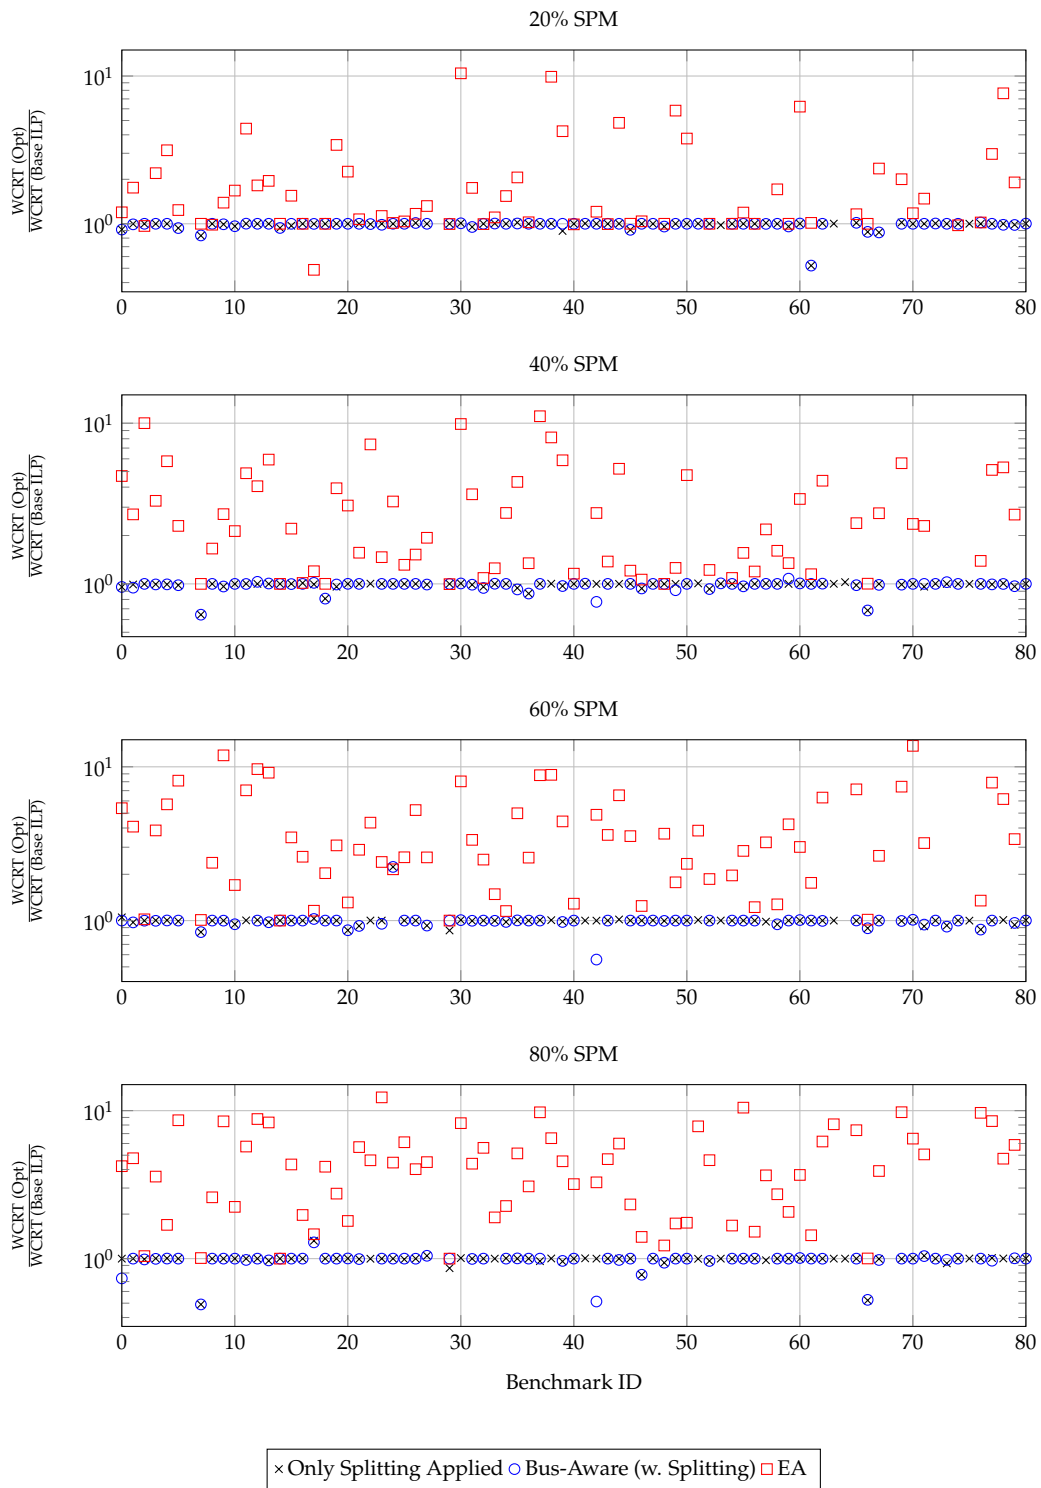 20% SPM
10^1
10^0
WCRT (Opt)
WCRT (Base ILP)
0 10 20 30 40 50 60 70 80
40% SPM
10^1
10^0
WCRT (Opt)
WCRT (Base ILP)
0 10 20 30 40 50 60 70 80
60% SPM
10^1
10^0
WCRT (Opt)
WCRT (Base ILP)
0 10 20 30 40 50 60 70 80
80% SPM
10^1
10^0
WCRT (Opt)
WCRT (Base ILP)
0 10 20 30 40 50 60 70 80
Benchmark ID
Only Splitting Applied Bus-Aware (w. Splitting) EA